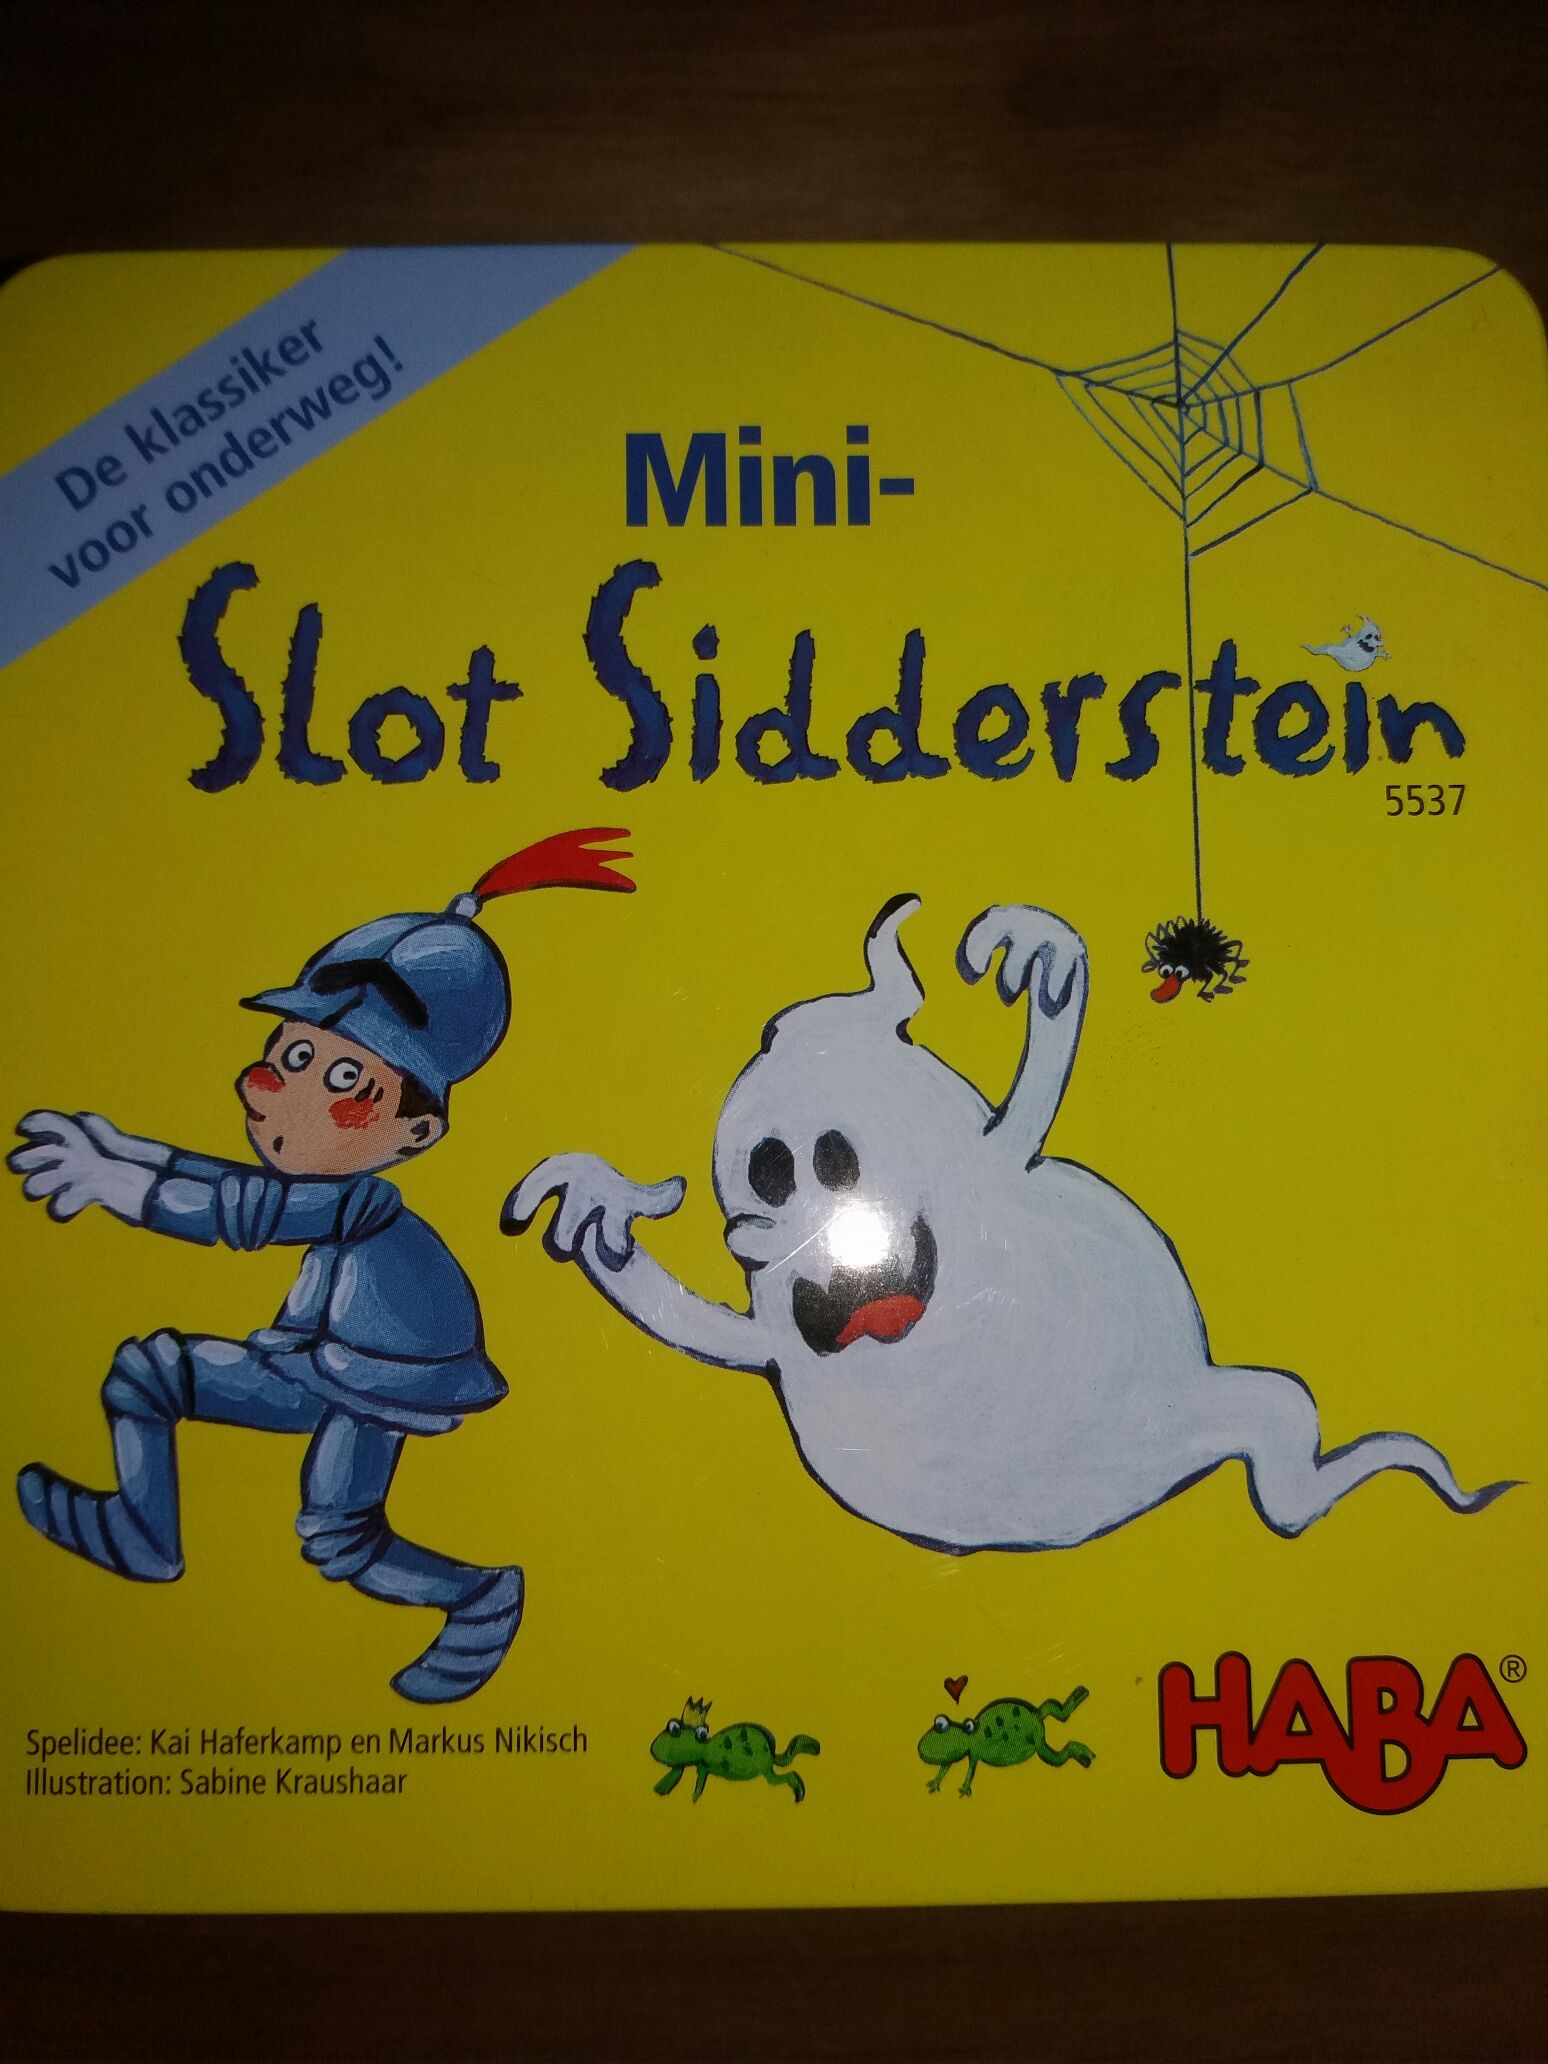 De klassiker
voor onderweg!
Mini-
Slot Sidderstein
5537
Spelidee: Kai Haferkamp en Markus Nikisch
Illustration: Sabine Kraushaar
HABA®